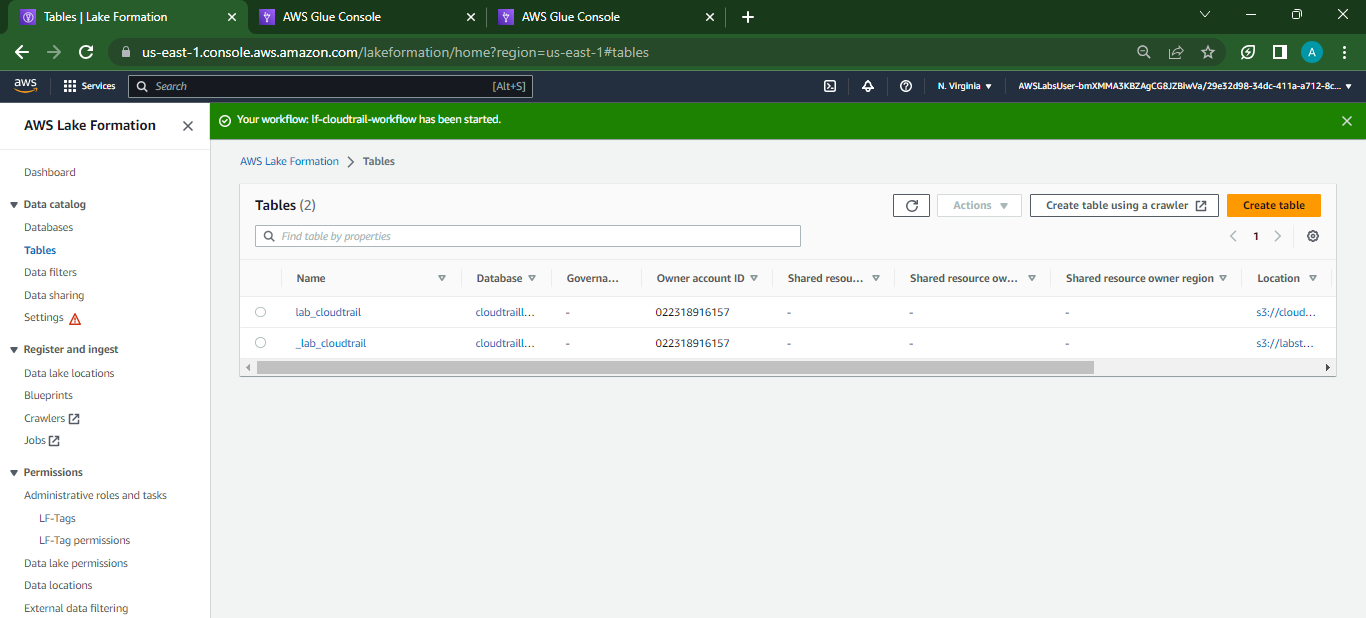 Tables | Lake Formation
AWS Glue Console
AWS Glue Console
us-east-1.console.aws.amazon.com/lakeformation/home?region=us-east-1#tables
A
aws
Services
Search [Alt+S]
N. Virginia
AWSLabsUser-bmXMMA3KBZAgCG8JZBiwVa/29e32d98-34dc-411a-a712-8c...
AWS Lake Formation
Dashboard
Data catalog
Databases
Tables
Data filters
Data sharing
Settings
Register and ingest
Data lake locations
Blueprints
Crawlers
Jobs
Permissions
Administrative roles and tasks
LF-Tags
LF-Tag permissions
Data lake permissions
Data locations
External data filtering
Your workflow: lf-cloudtrail-workflow has been started.
AWS Lake Formation > Tables
Tables (2)
Actions
Create table using a crawler
Create table
Find table by properties
1
Name Database Governa... Owner account ID Shared resou... Shared resource ow... Shared resource owner region Location
lab_cloudtrail cloudtraill... - 022318916157 - - - s3://cloud...
_lab_cloudtrail cloudtraill... - 022318916157 - - - s3://labst...